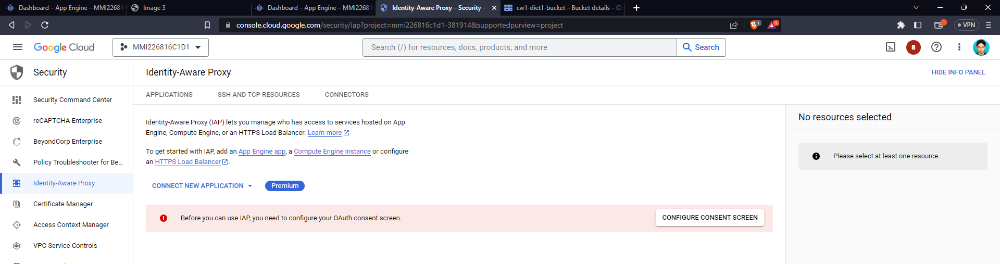 Dashboard – App Engine – MMI22681
Image 3
Dashboard – App Engine – MMI22681
Identity-Aware Proxy – Security –
cw1-diet1-bucket – Bucket details – Cl
console.cloud.google.com/security/iap?project=mmi226816c1d1-381914&supportedpurview=project
1
1
VPN
Google Cloud
MMI226816C1D1
Search (/) for resources, docs, products, and more
Search
8
Security
Identity-Aware Proxy
HIDE INFO PANEL
Security Command Center
reCAPTCHA Enterprise
BeyondCorp Enterprise
Policy Troubleshooter for Be...
Identity-Aware Proxy
Certificate Manager
Access Context Manager
VPC Service Controls
APPLICATIONS
SSH AND TCP RESOURCES
CONNECTORS
Identity-Aware Proxy (IAP) lets you manage who has access to services hosted on App
Engine, Compute Engine, or an HTTPS Load Balancer. Learn more
To get started with IAP, add an App Engine app, a Compute Engine instance or configure
an HTTPS Load Balancer.
CONNECT NEW APPLICATION
Premium
Before you can use IAP, you need to configure your OAuth consent screen.
CONFIGURE CONSENT SCREEN
No resources selected
Please select at least one resource.